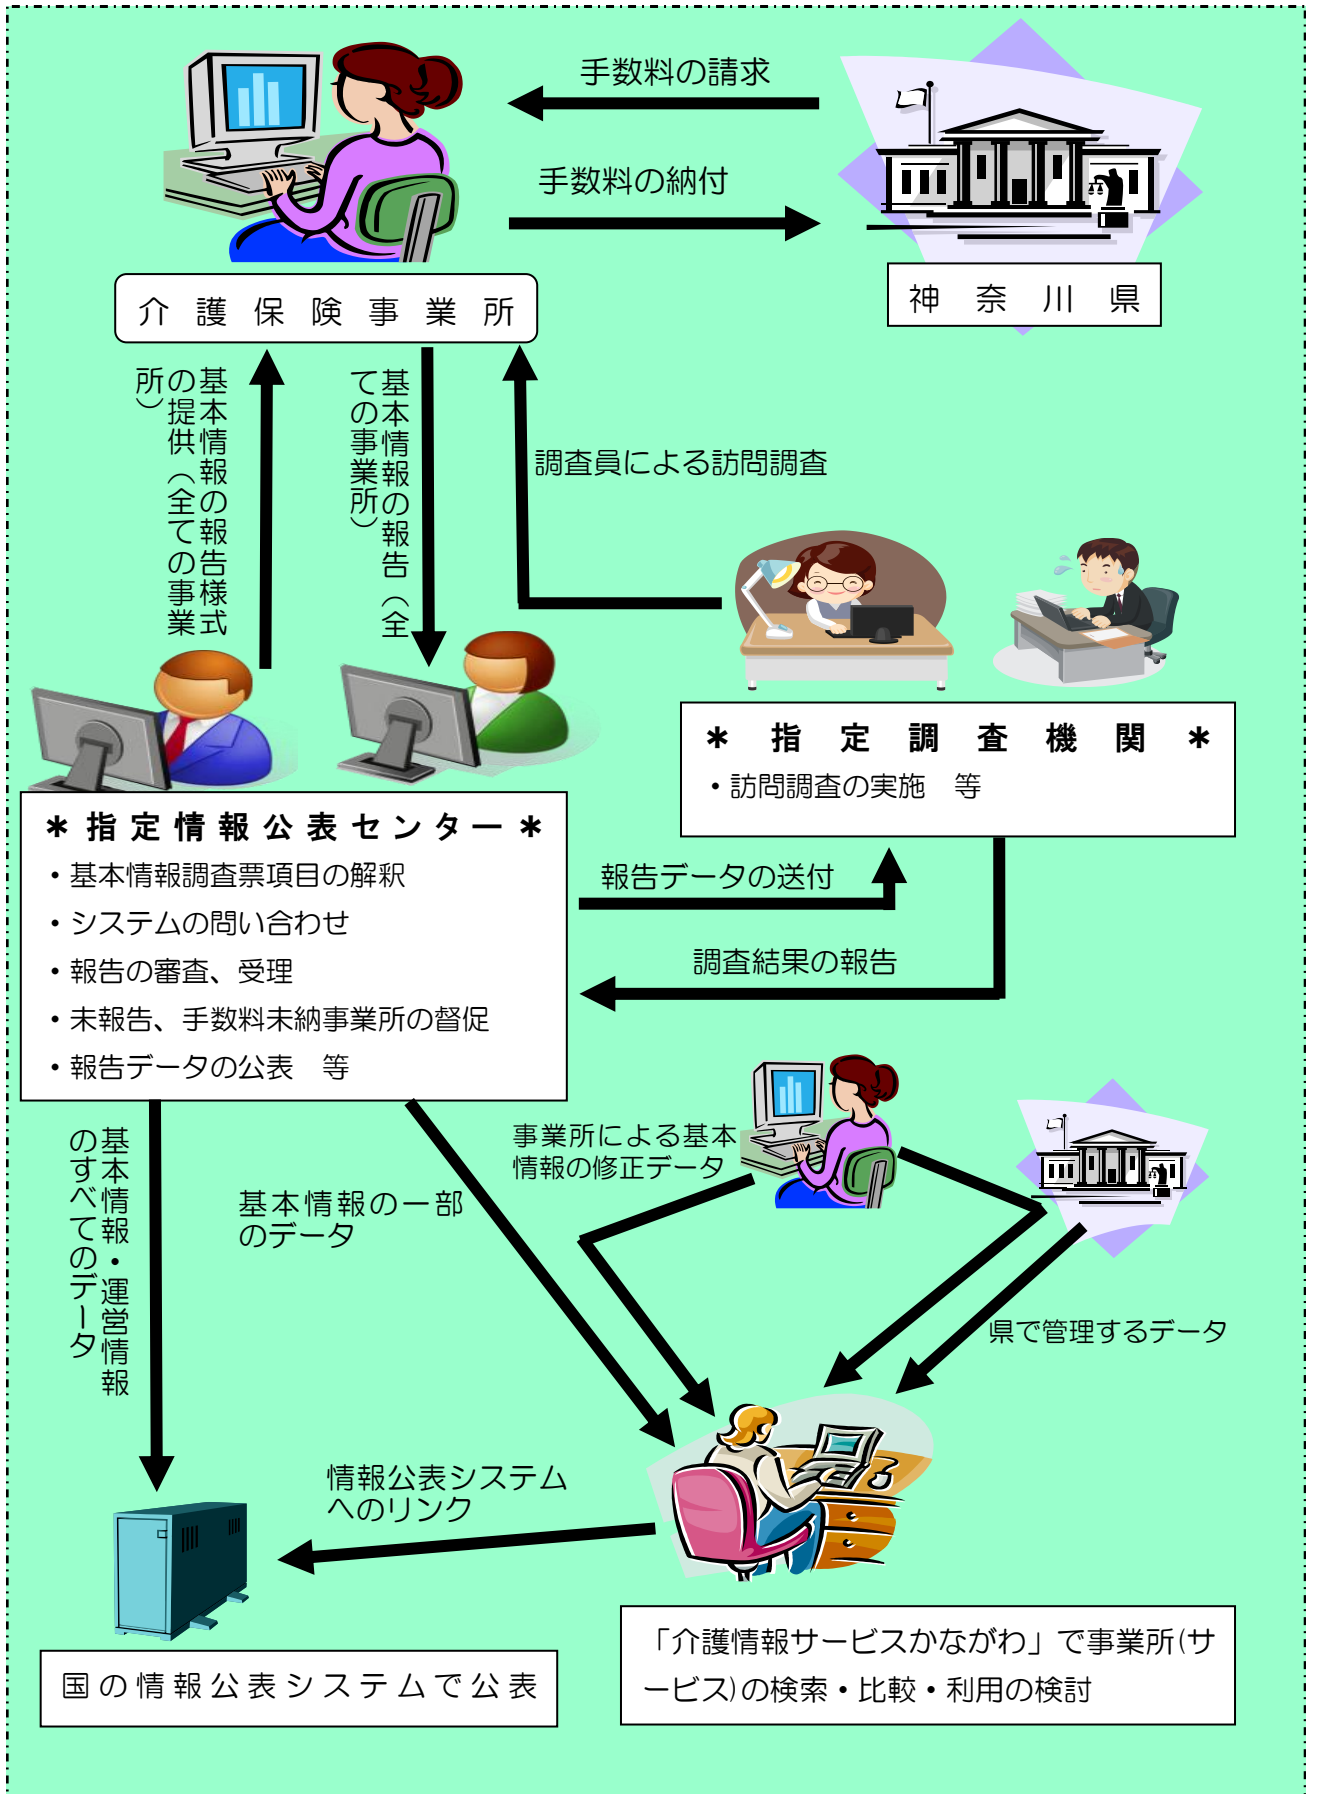 手数料の請求
手数料の納付
介護保険事業所
神奈川県
基本情報の報告様式
の提供（全ての事業
所）
基本情報の報告（全
ての事業所）
調査員による訪問調査
＊指定調査機関＊
・訪問調査の実施　等
＊指定情報公表センター＊
・基本情報調査票項目の解釈
・システムの問い合わせ
・報告の審査、受理
・未報告、手数料未納事業所の督促
・報告データの公表　等
報告データの送付
調査結果の報告
事業所による基本
情報の修正データ
基本情報の一部
のデータ
基本情報・運営情報
のすべてのデータ
県で管理するデータ
情報公表システム
へのリンク
国の情報公表システムで公表
「介護情報サービスかながわ」で事業所(サ
ービス)の検索・比較・利用の検討